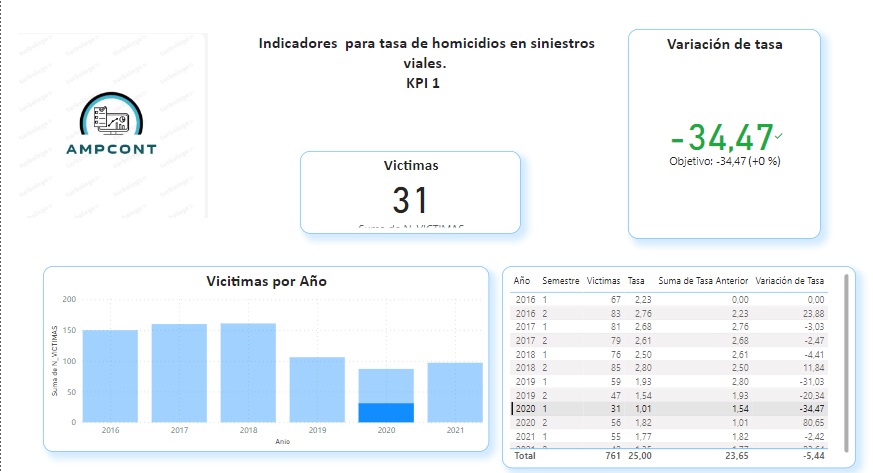 Indicadores para tasa de homicidios en siniestros
viales.
KPI 1
AMPCONT
Victimas
31
Variación de tasa
-34,47
Objetivo: -34,47 (+0 %)
Vicitimas por Año
200
150
100
50
0
Suma de N_VICTIMAS
2016 2017 2018 2019 2020 2021
Anio
Año Semestre Victimas Tasa Suma de Tasa Anterior Variación de Tasa
2016 1 67 2,23 0,00 0,00
2016 2 83 2,76 2,23 23,88
2017 1 81 2,68 2,76 -3,03
2017 2 79 2,61 2,68 -2,47
2018 1 76 2,50 2,61 -4,41
2018 2 85 2,80 2,50 11,84
2019 1 59 1,93 2,80 -31,03
2019 2 47 1,54 1,93 -20,34
2020 1 31 1,01 1,54 -34,47
2020 2 56 1,82 1,01 80,65
2021 1 55 1,77 1,82 -2,42
Total 761 25,00 23,65 -5,44